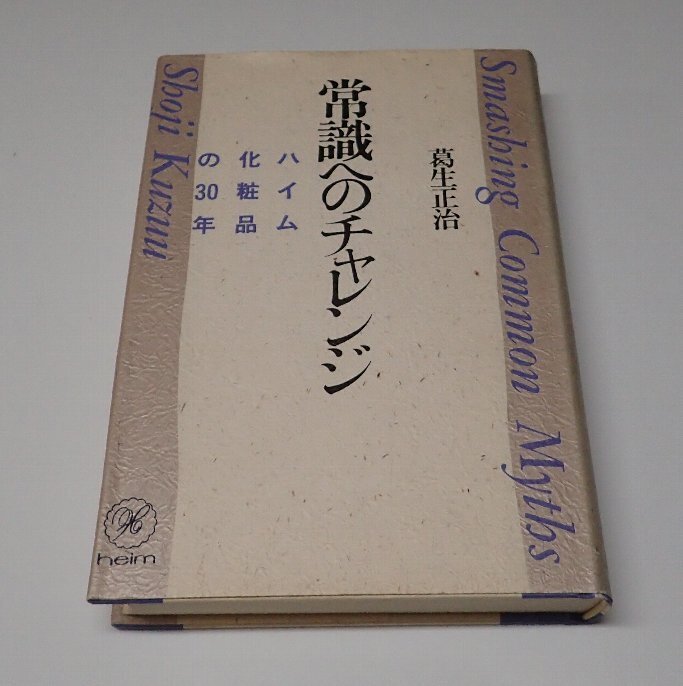 Smashing Common Myths
葛生正治
常識へのチャレンジ
ハイム
化粧品
の30年
Shoji Kuzuu
H
heim